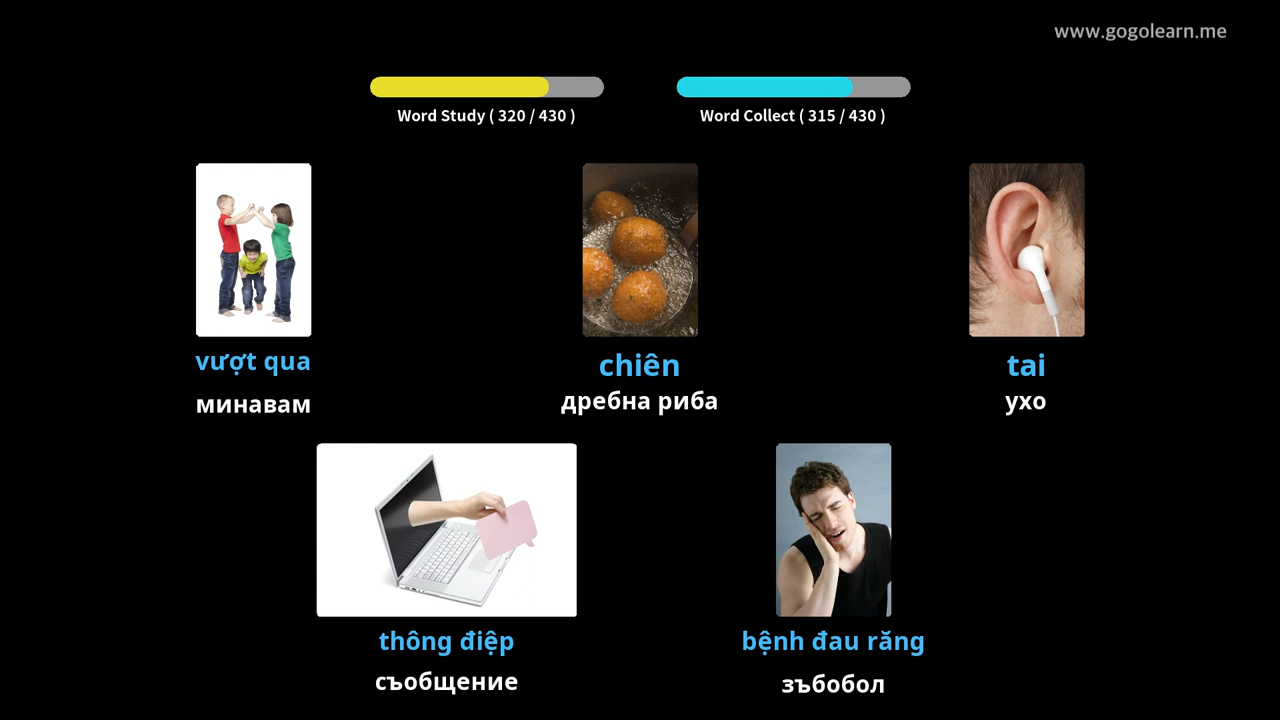 www.gogolearn.me
Word Study ( 320 / 430 )
Word Collect ( 315 / 430 )
vượt qua
минавам
chiên
дребна риба
tai
ухо
thông điệp
съобщение
bệnh đau răng
зъбобол